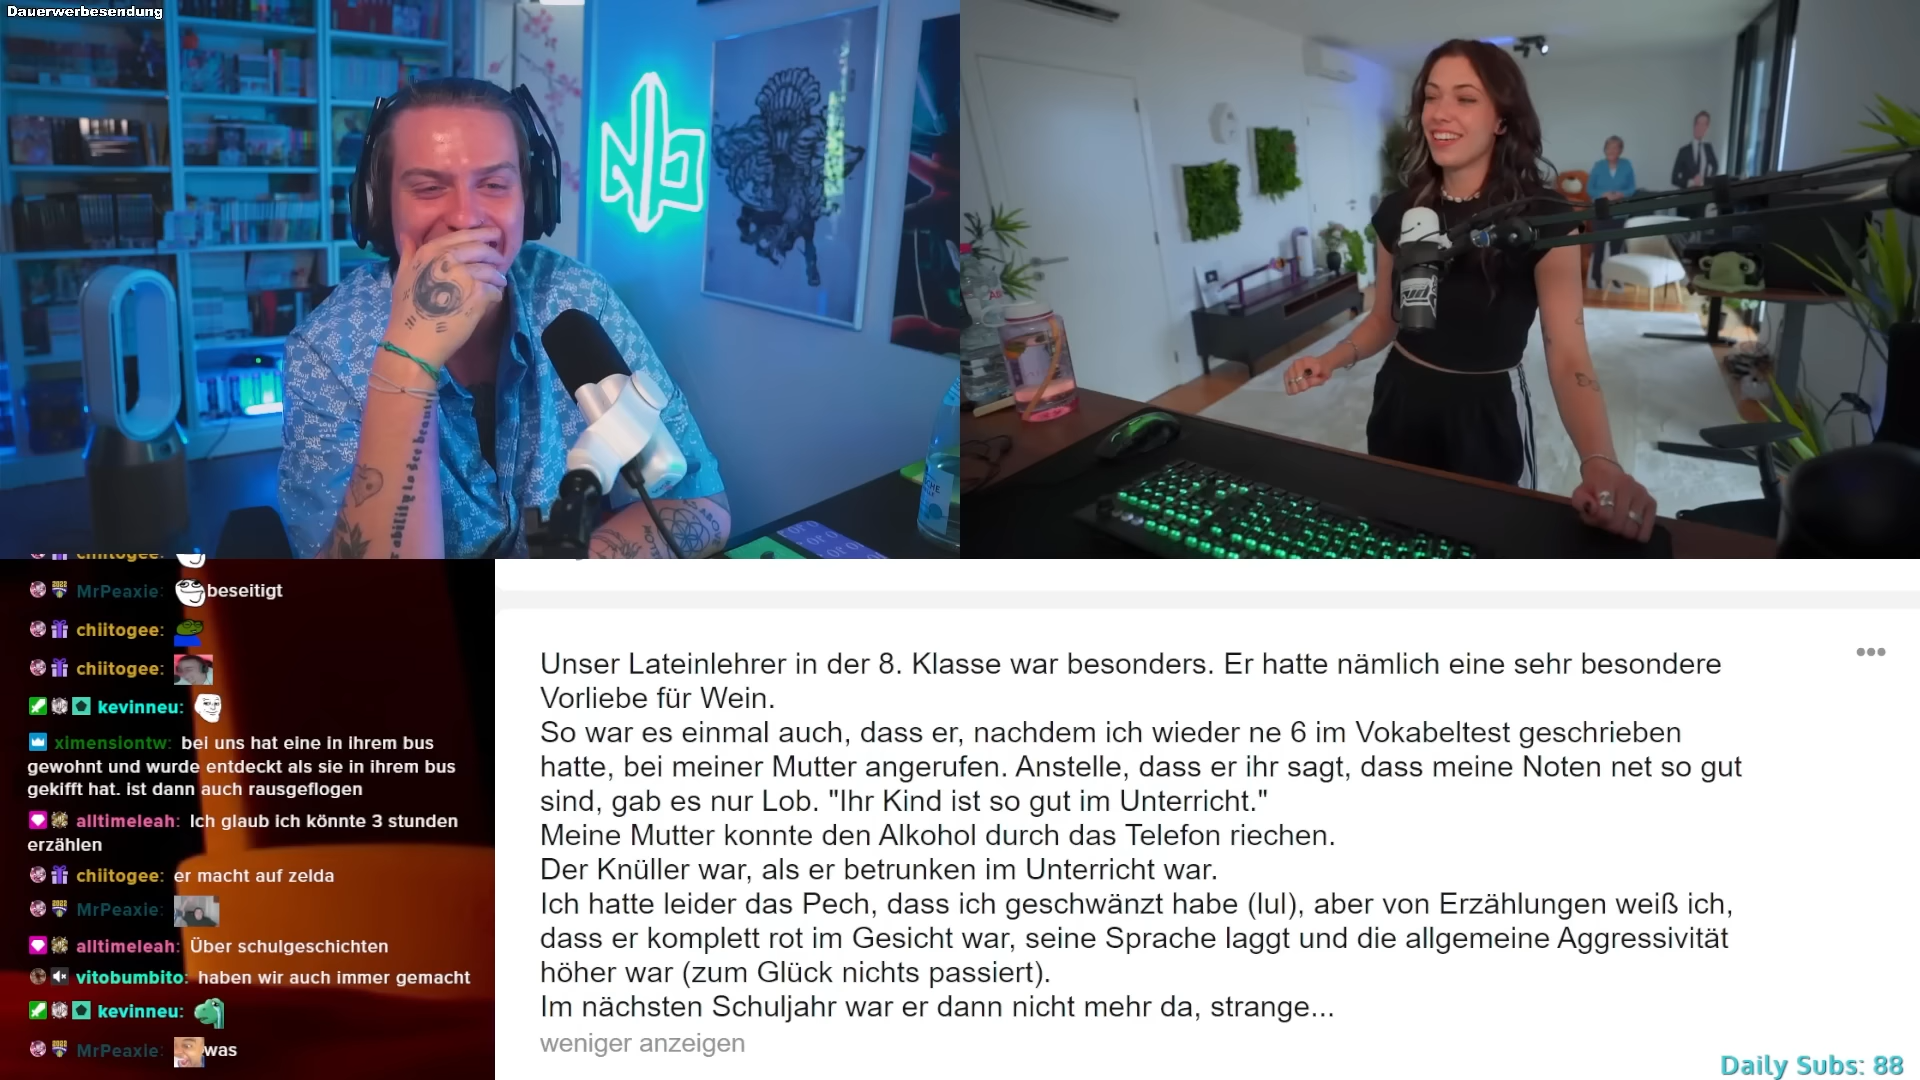 Dauerwerbesendung
chiitogee:
MrPeaxie: beseitigt
chiitogee:
chiitogee:
kevinneu:
ximensiontw: bei uns hat eine in ihrem bus
gewohnt und wurde entdeckt als sie in ihrem bus
gekifft hat. ist dann auch rausgeflogen
alltimeleah: Ich glaub ich könnte 3 stunden
erzählen
chiitogee: er macht auf zelda
MrPeaxie:
alltimeleah: Über schulgeschichten
vitobumbito: haben wir auch immer gemacht
kevinneu:
MrPeaxie: was
Unser Lateinlehrer in der 8. Klasse war besonders. Er hatte nämlich eine sehr besondere
Vorliebe für Wein.
So war es einmal auch, dass er, nachdem ich wieder ne 6 im Vokabeltest geschrieben
hatte, bei meiner Mutter angerufen. Anstelle, dass er ihr sagt, dass meine Noten net so gut
sind, gab es nur Lob. "Ihr Kind ist so gut im Unterricht."
Meine Mutter konnte den Alkohol durch das Telefon riechen.
Der Knüller war, als er betrunken im Unterricht war.
Ich hatte leider das Pech, dass ich geschwänzt habe (lul), aber von Erzählungen weiß ich,
dass er komplett rot im Gesicht war, seine Sprache laggt und die allgemeine Aggressivität
höher war (zum Glück nichts passiert).
Im nächsten Schuljahr war er dann nicht mehr da, strange...
weniger anzeigen
Daily Subs: 88